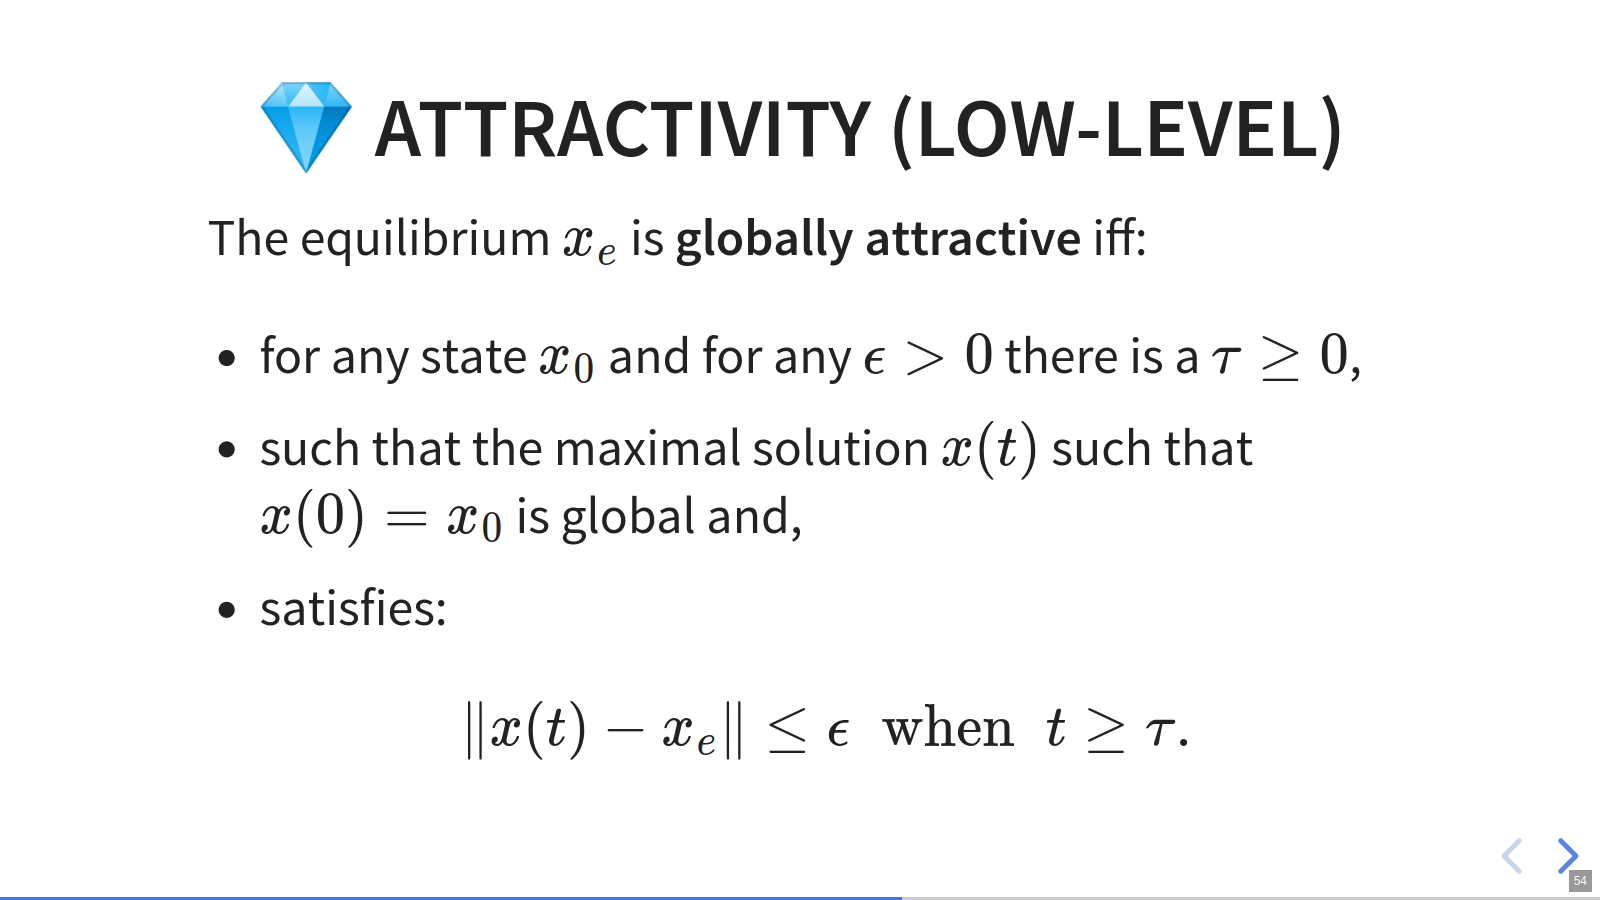 💎 ATTRACTIVITY (LOW-LEVEL)
The equilibrium $x_e$ is globally attractive iff:
• for any state $x_0$ and for any $\epsilon > 0$ there is a $\tau \geq 0$,
• such that the maximal solution $x(t)$ such that
$x(0) = x_0$ is global and,
• satisfies:
$\|x(t) - x_e\| \leq \epsilon$ when $t \geq \tau$.
54